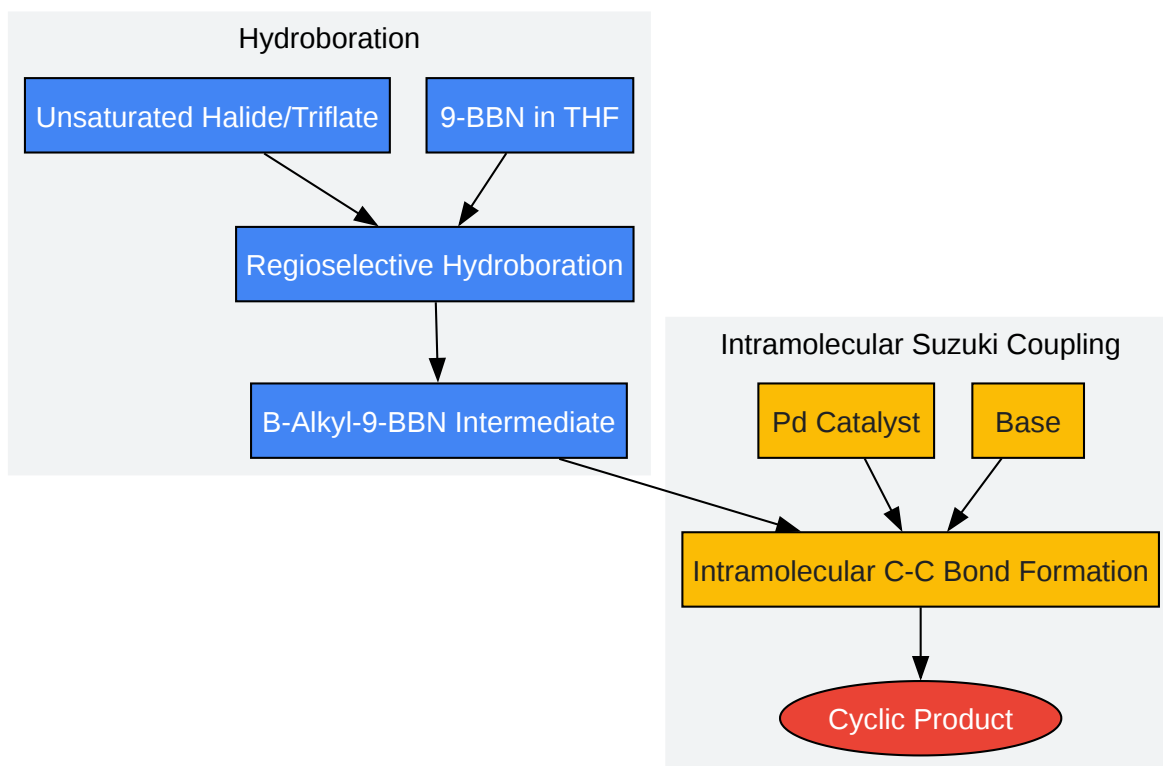 Hydroboration
Unsaturated Halide/Triflate
9-BBN in THF
Regioselective Hydroboration
B-Alkyl-9-BBN Intermediate
Intramolecular Suzuki Coupling
Pd Catalyst
Base
Intramolecular C-C Bond Formation
Cyclic Product